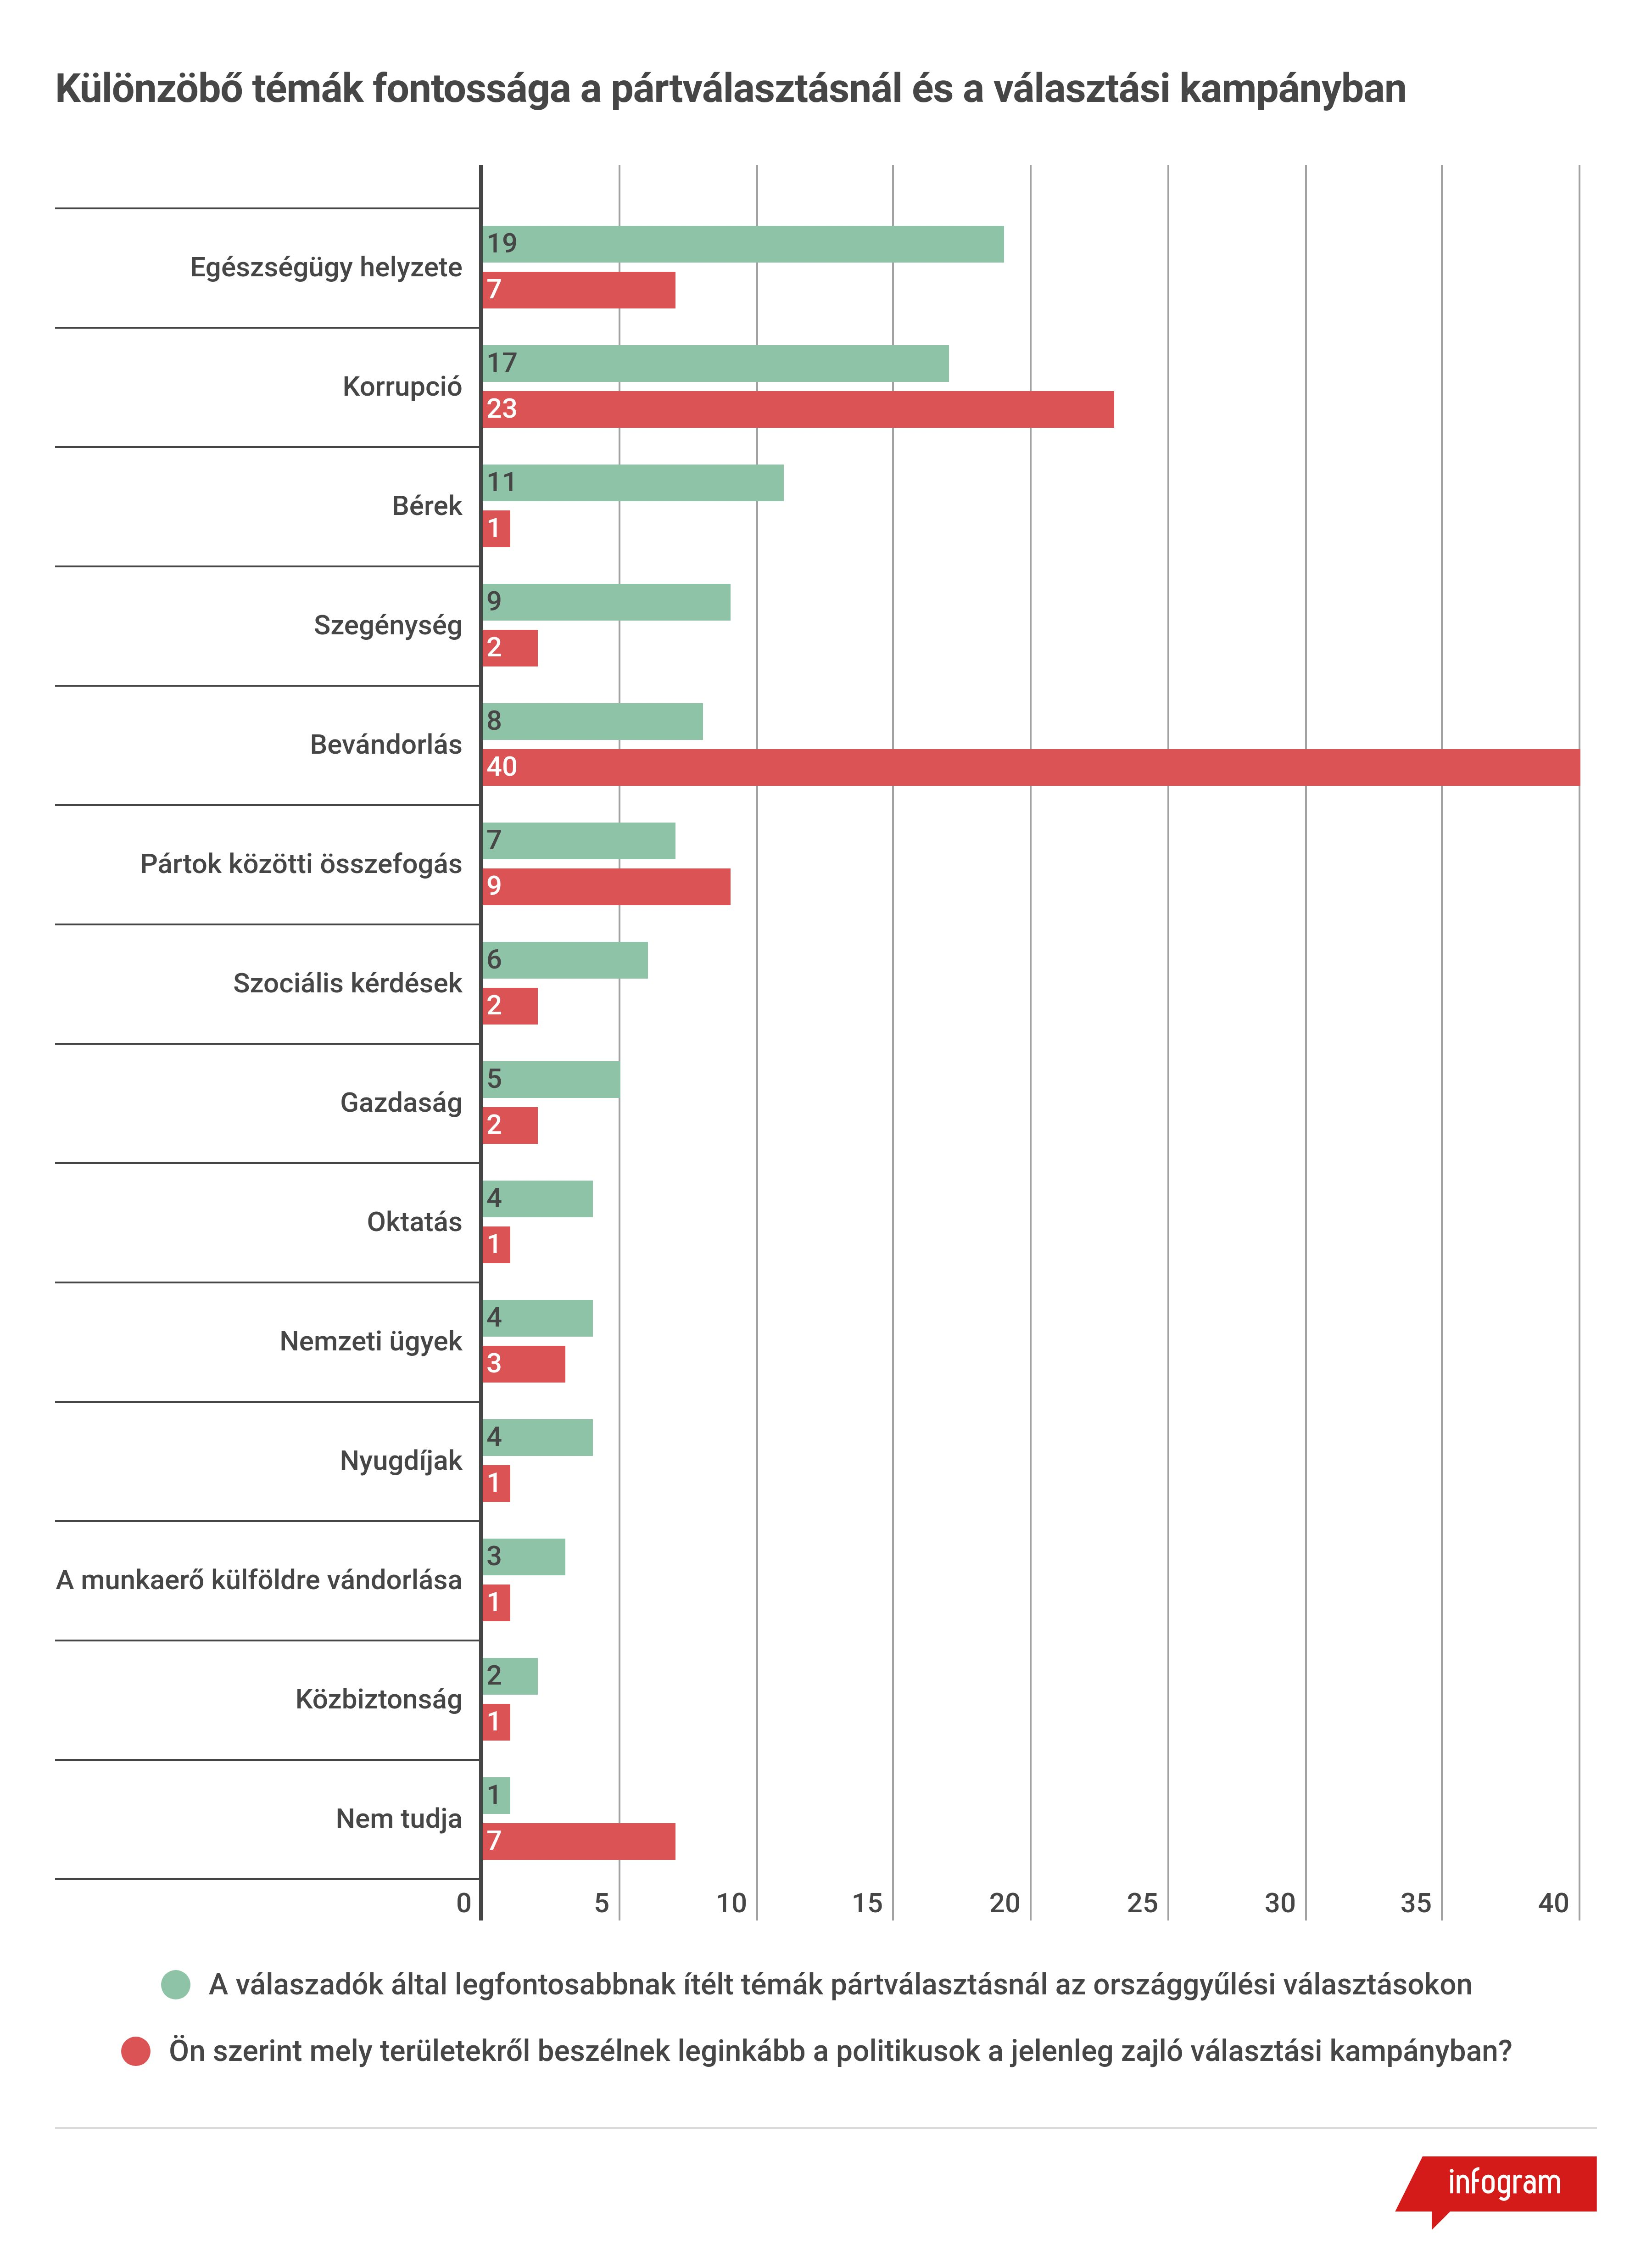 Különzöbő témák fontossága a pártválasztásnál és a választási kampányban
Egészségügy helyzete
19
7
Korrupció
17
23
Bérek
11
1
Szegénység
9
2
Bevándorlás
8
40
Pártok közötti összefogás
7
9
Szociális kérdések
6
2
Gazdaság
5
2
Oktatás
4
1
Nemzeti ügyek
4
3
Nyugdíjak
4
1
A munkaerő külföldre vándorlása
3
1
Közbiztonság
2
1
Nem tudja
1
7
0 5 10 15 20 25 30 35 40
A válaszadók által legfontosabbnak ítélt témák pártválasztásnál az országgyűlési választásokon
Ön szerint mely területekről beszélnek leginkább a politikusok a jelenleg zajló választási kampányban?
infogram